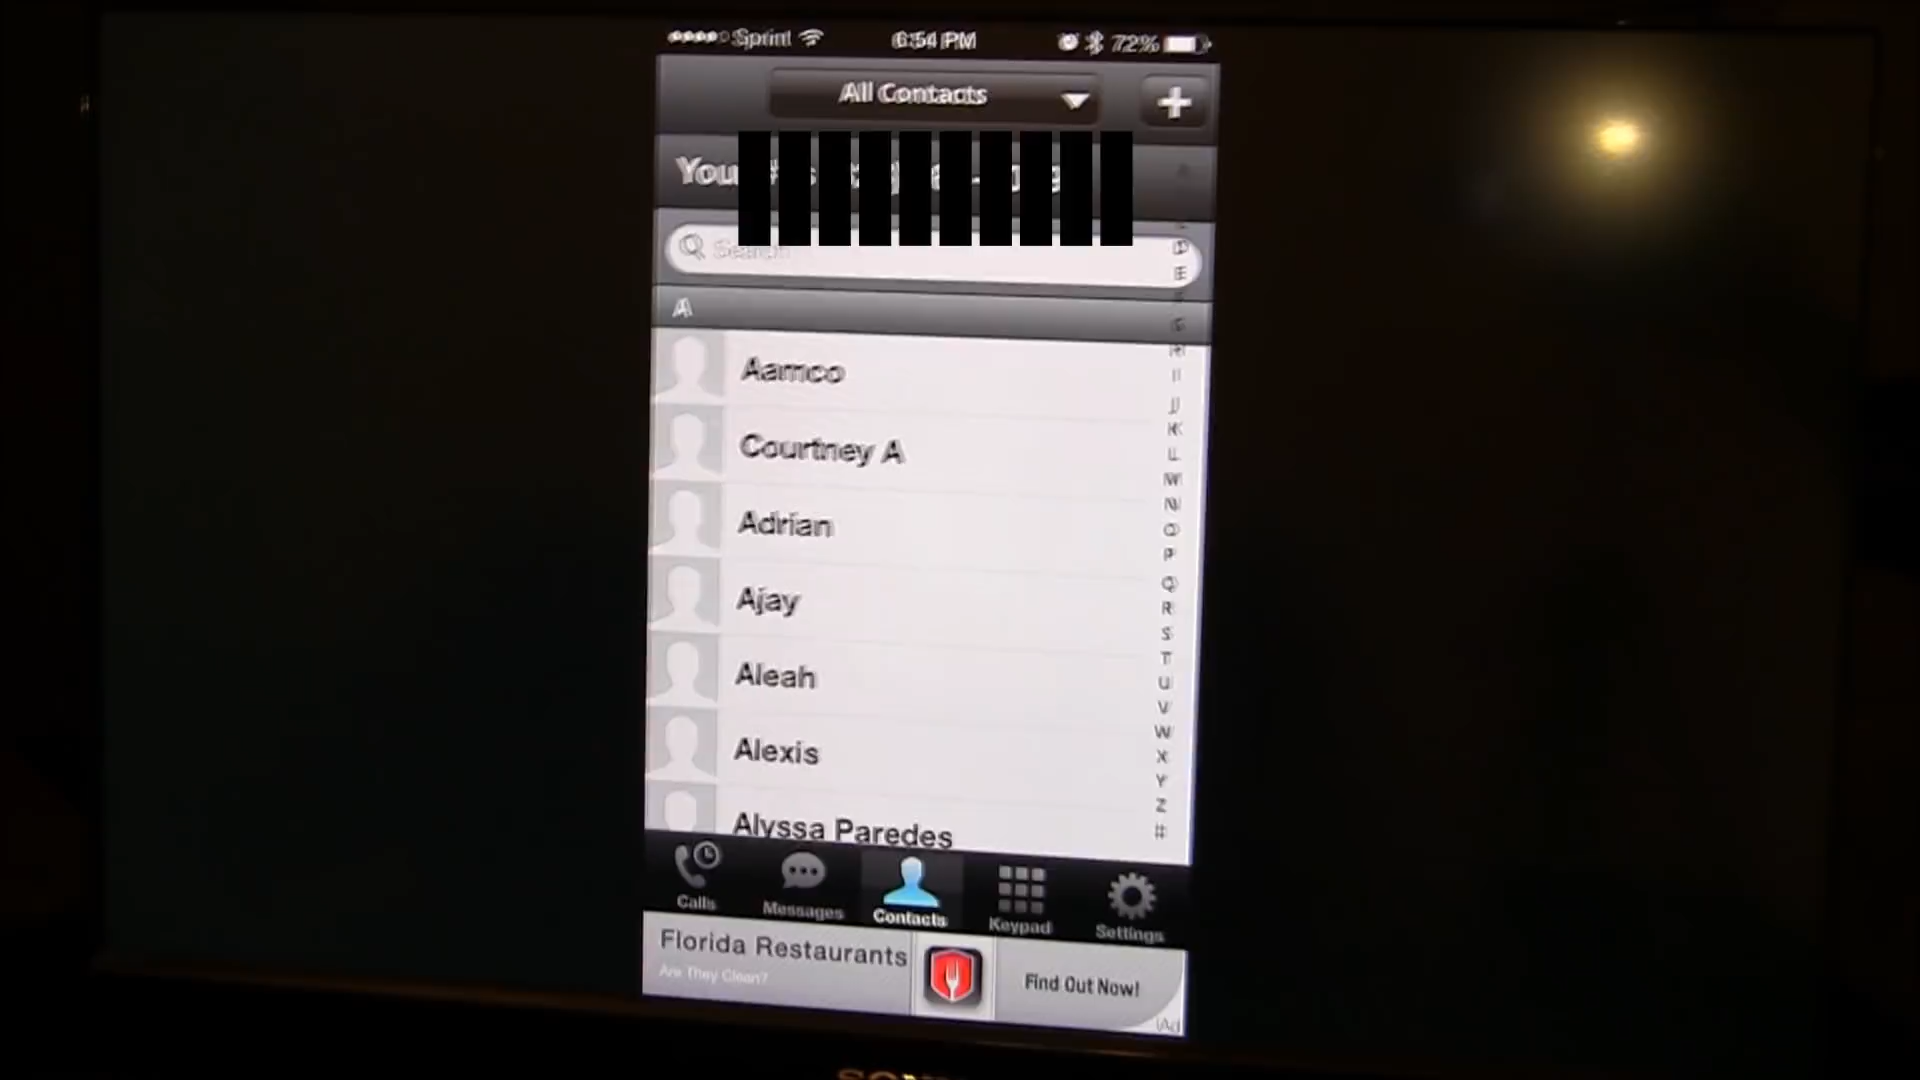 Sprint 6:54 PM 72%
All Contacts +
Search
A
Aamco
Courtney A
Adrian
Ajay
Aleah
Alexis
Alyssa Paredes
E
G
H
I
J
K
L
M
N
O
P
Q
R
S
T
U
V
W
X
Y
Z
#
Calls Messages Contacts Keypad Settings
Florida Restaurants
Are They Clean?
Find Out Now!
iAd